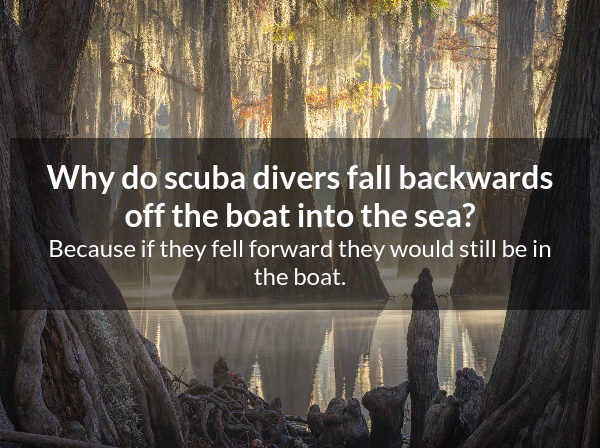 Why do scuba divers fall backwards
off the boat into the sea?
Because if they fell forward they would still be in
the boat.